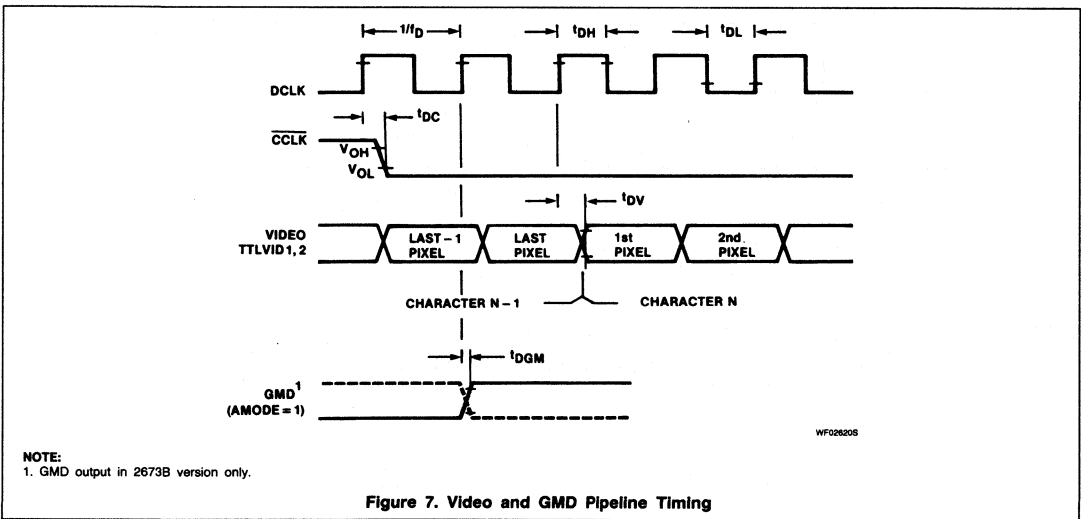 1/fD
tDH
tDL
DCLK
tDC
CCLK
VOH
VOL
tDV
VIDEO
TTLVID1, 2
LAST – 1
PIXEL
LAST
PIXEL
1st
PIXEL
2nd.
PIXEL
CHARACTER N – 1
CHARACTER N
tDGM
GMD1
(AMODE = 1)
WF02620S
NOTE:
1. GMD output in 2673B version only.
Figure 7. Video and GMD Pipeline Timing